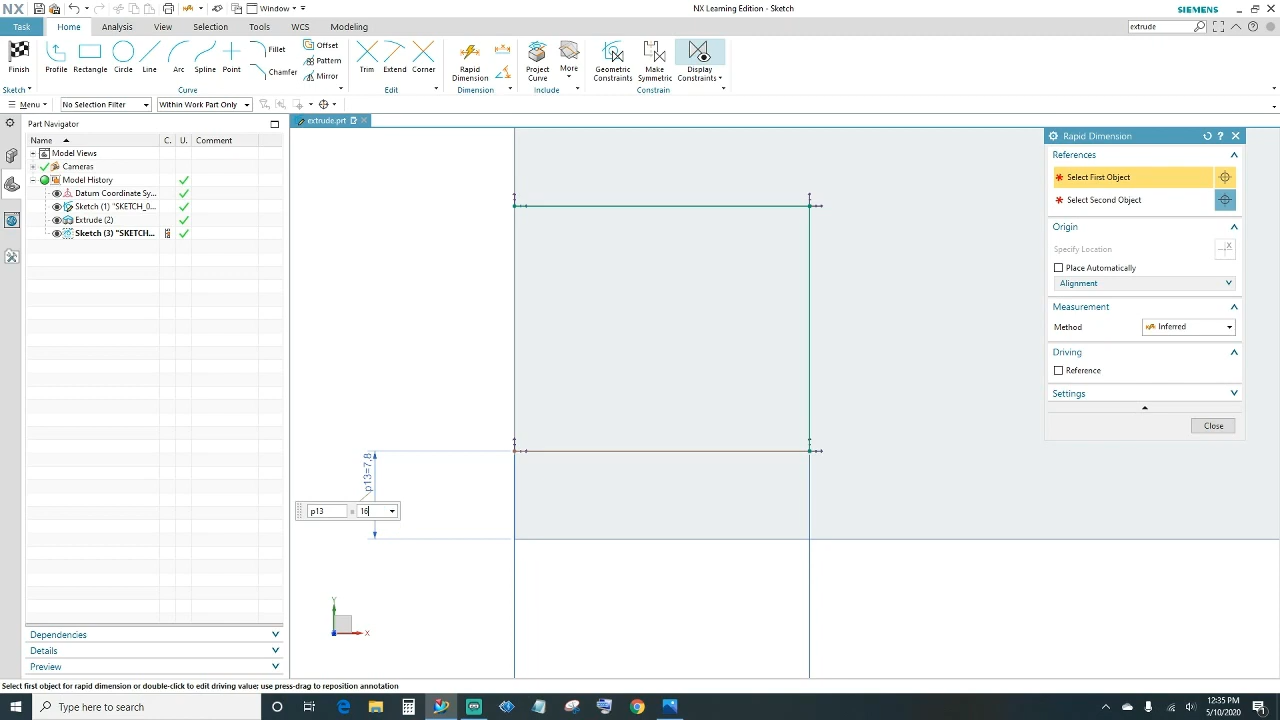 NX
Window
NX Learning Edition - Sketch
SIEMENS
Task
Home
Analysis
View
Selection
Tools
WCS
Modeling
extrude
Finish
Profile
Rectangle
Circle
Line
Arc
Spline
Point
Fillet
Chamfer
Offset
Pattern
Mirror
Trim
Extend
Corner
Rapid
Dimension
Project
Curve
More
Geometric
Constraints
Make
Symmetric
Display
Constraints
Sketch
Curve
Edit
Dimension
Include
Constrain
Menu
No Selection Filter
Within Work Part Only
Part Navigator
extrude.prt
Name
C.
U.
Comment
Model Views
Cameras
Model History
Datum Coordinate Sy...
Sketch (1) "SKETCH_0...
Extrude (2)
Sketch (3) "SKETCH...
Rapid Dimension
References
Select First Object
Select Second Object
Origin
Specify Location
Place Automatically
Alignment
Measurement
Method
Inferred
Driving
Reference
Settings
Close
p13=7,8
p13
=
16
Y
X
Dependencies
Details
Preview
Select first object for rapid dimension or double-click to edit driving value; use press-drag to reposition annotation
Type here to search
12:35 PM
5/10/2020